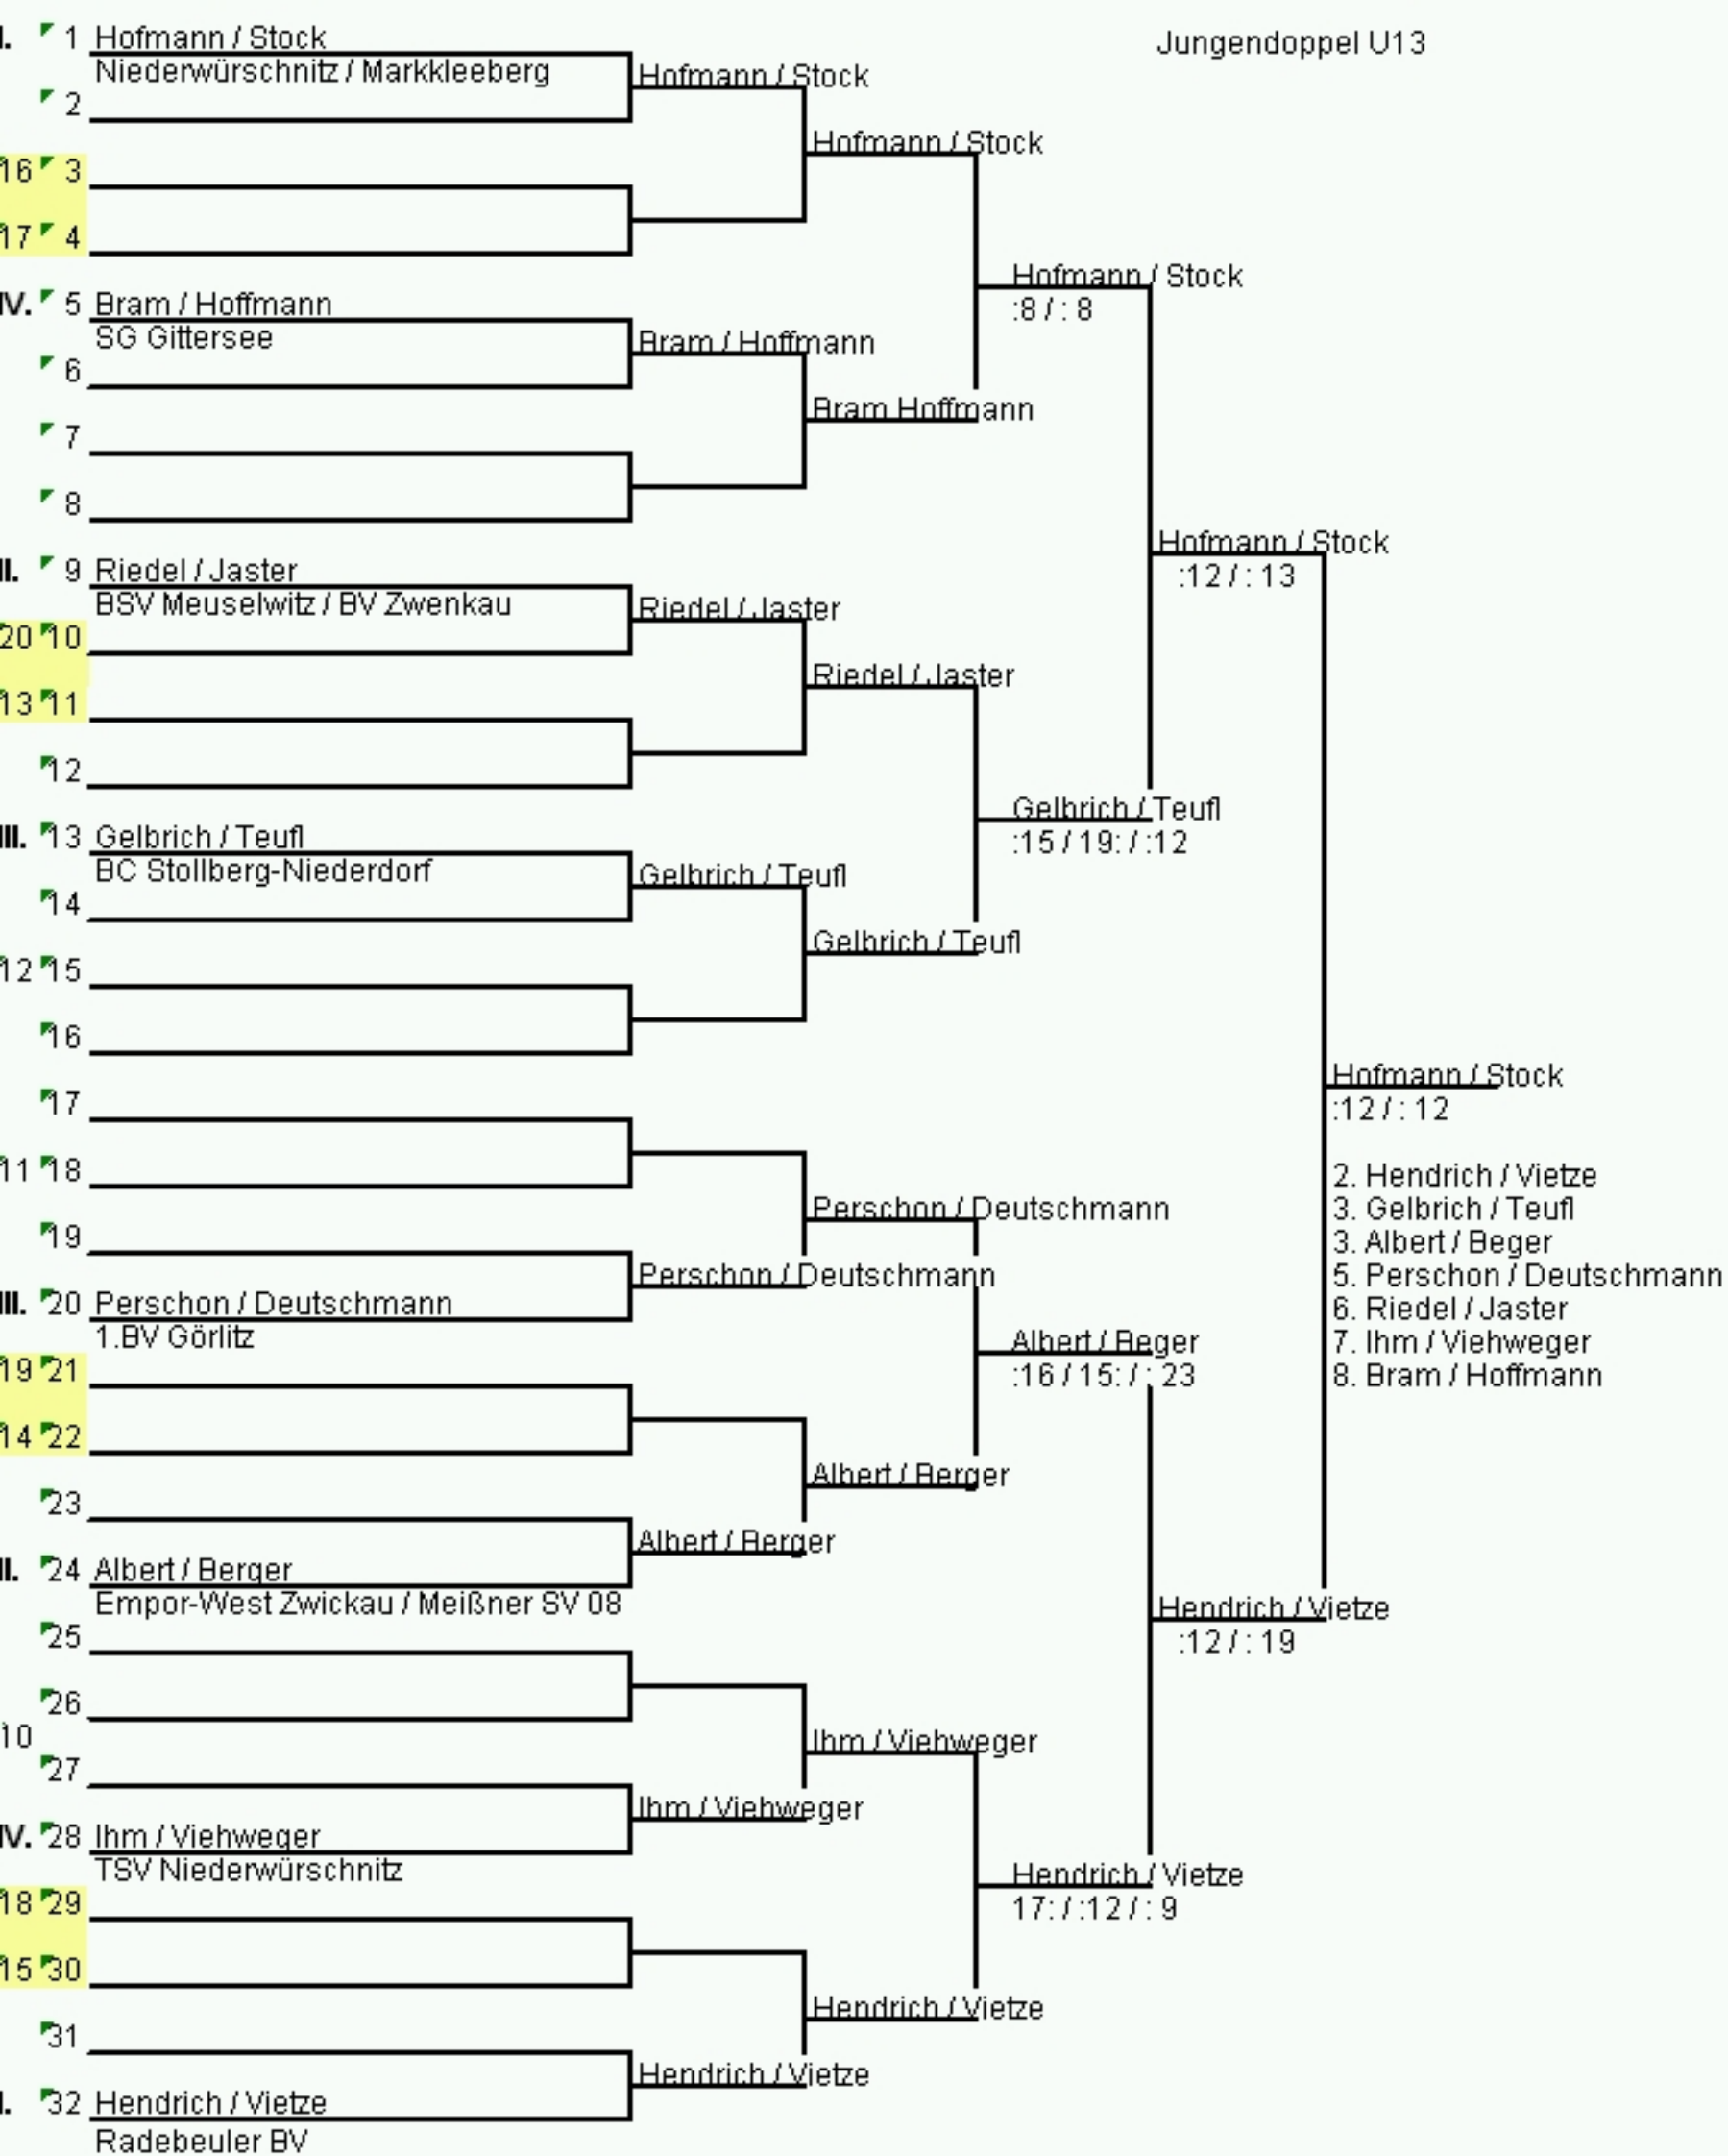 Jungendoppel U13
I. 1 Hofmann / Stock
Niederwürschnitz / Markkleeberg
Hofmann / Stock
2
Hofmann / Stock
16 3
17 4
Hofmann / Stock
:8 / : 8
IV. 5 Bram / Hoffmann
SG Gittersee
Bram / Hoffmann
6
Bram Hoffmann
7
8
Hofmann / Stock
:12 / : 13
II. 9 Riedel / Jaster
BSV Meuselwitz / BV Zwenkau
Riedel / Jaster
20 10
Riedel / Jaster
13 11
12
Gelbrich / Teufl
:15 / 19: / :12
III. 13 Gelbrich / Teufl
BC Stollberg-Niederdorf
Gelbrich / Teufl
14
Gelbrich / Teufl
12 15
16
Hofmann / Stock
:12 / : 12
17
11 18
2. Hendrich / Vietze
3. Gelbrich / Teufl
3. Albert / Beger
5. Perschon / Deutschmann
6. Riedel / Jaster
7. Ihm / Viehweger
8. Bram / Hoffmann
Perschon / Deutschmann
19
Perschon / Deutschmann
III. 20 Perschon / Deutschmann
1.BV Görlitz
Albert / Beger
:16 / 15: / : 23
19 21
14 22
Albert / Berger
23
Albert / Berger
II. 24 Albert / Berger
Empor-West Zwickau / Meißner SV 08
Hendrich / Vietze
:12 / : 19
25
26
10
Ihm / Viehweger
27
Ihm / Viehweger
IV. 28 Ihm / Viehweger
TSV Niederwürschnitz
Hendrich / Vietze
17: / :12 / : 9
18 29
15 30
Hendrich / Vietze
31
Hendrich / Vietze
I. 32 Hendrich / Vietze
Radebeuler BV